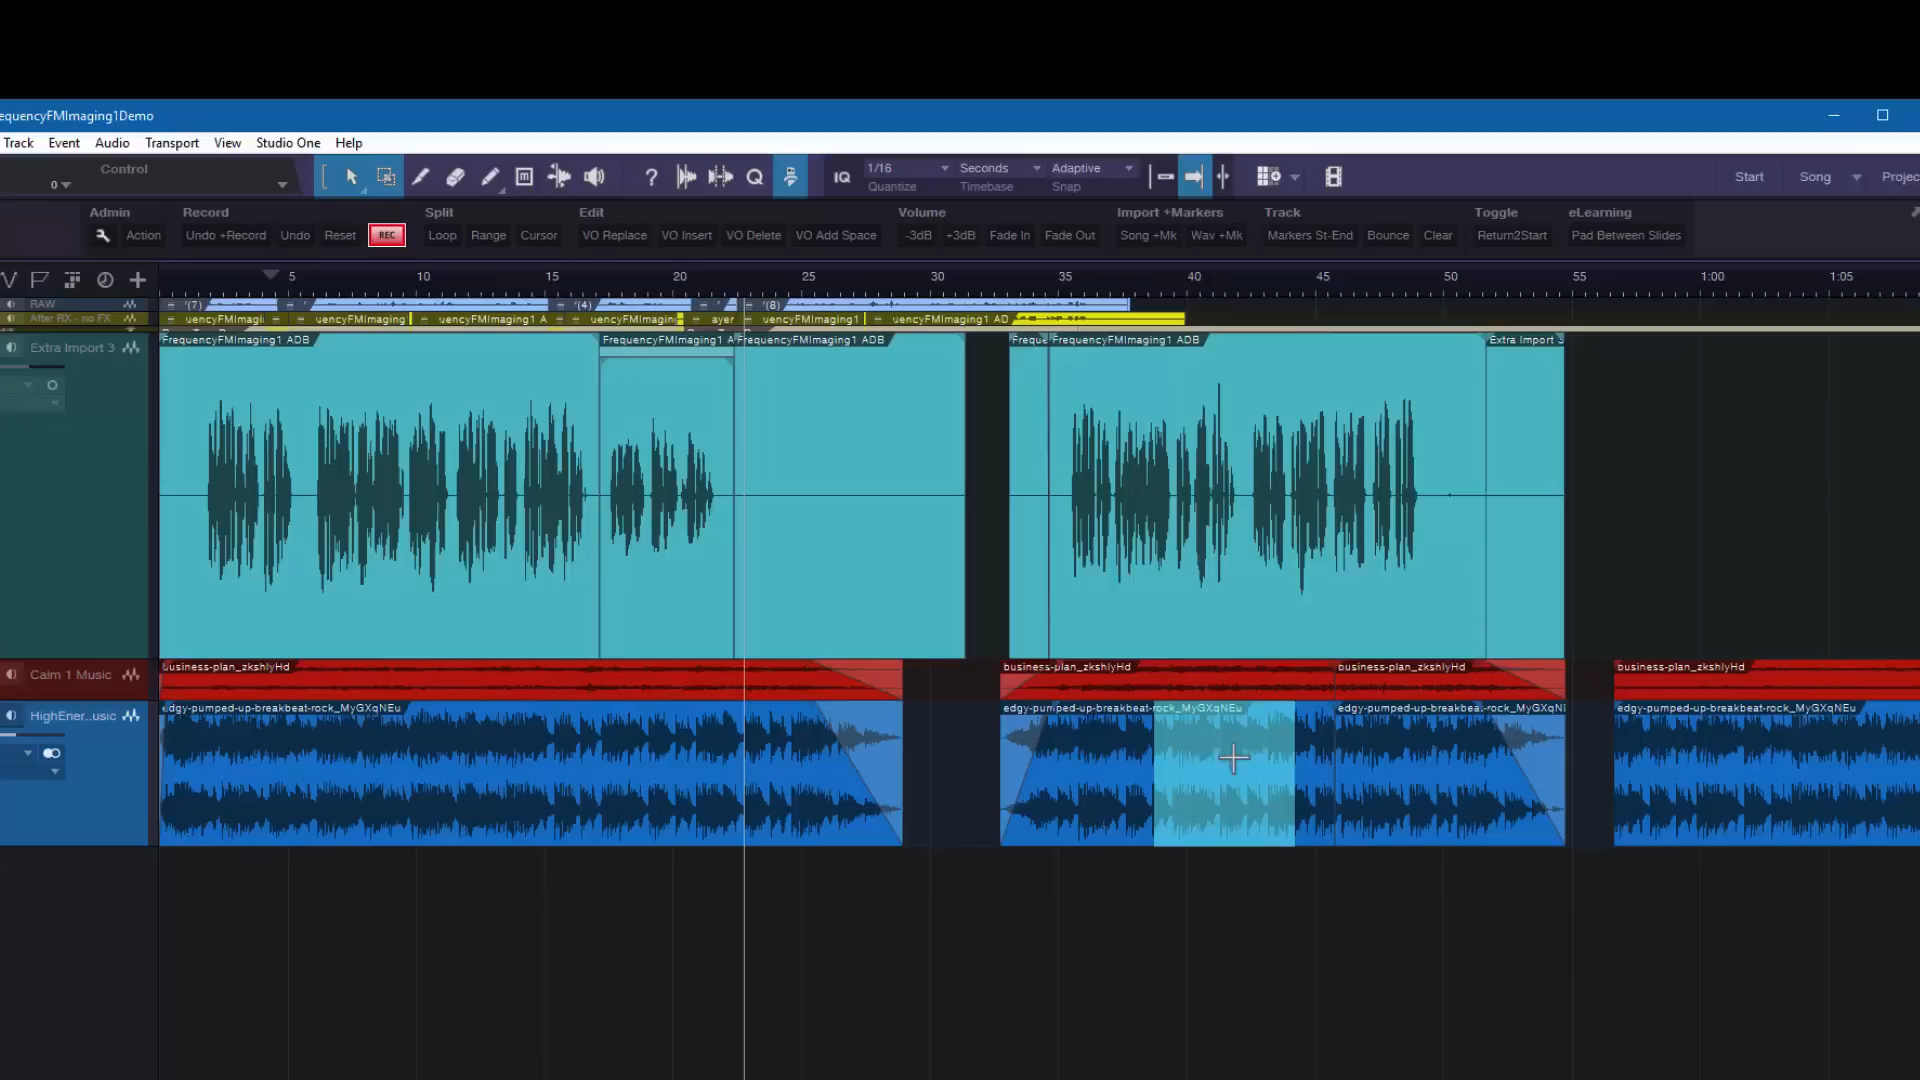 equencyFMImaging1Demo
Track Event Audio Transport View Studio One Help
Control
0
1/16 Seconds Adaptive
IQ
Quantize Timebase Snap
Start Song Projec
Admin Record Split Edit Volume Import +Markers Track Toggle eLearning
Action Undo +Record Undo Reset REC Loop Range Cursor VO Replace VO Insert VO Delete VO Add Space -3dB +3dB Fade In Fade Out Song +Mk Wav +Mk Markers St-End Bounce Clear Return2Start Pad Between Slides
5 10 15 20 25 30 35 40 45 50 55 1:00 1:05
RAW (7) (4) (8)
After RX - no FX uencyFMImagi uencyFMImaging uencyFMImaging1 A uencyFMImaging ayer uencyFMImaging1 uencyFMImaging1 AD
Extra Import 3
FrequencyFMImaging1 ADB FrequencyFMImaging1 A FrequencyFMImaging1 ADB Freque FrequencyFMImaging1 ADB Extra Import 3
Calm 1 Music
business-plan_zkshlyHd business-plan_zkshlyHd business-plan_zkshlyHd business-plan_zkshlyHd
HighEner..usic
edgy-pumped-up-breakbeat-rock_MyGXqNEu edgy-pumped-up-breakbeat-rock_MyGXqNEu edgy-pumped-up-breakbeat-rock_MyGXqNE edgy-pumped-up-breakbeat-rock_MyGXqNEu